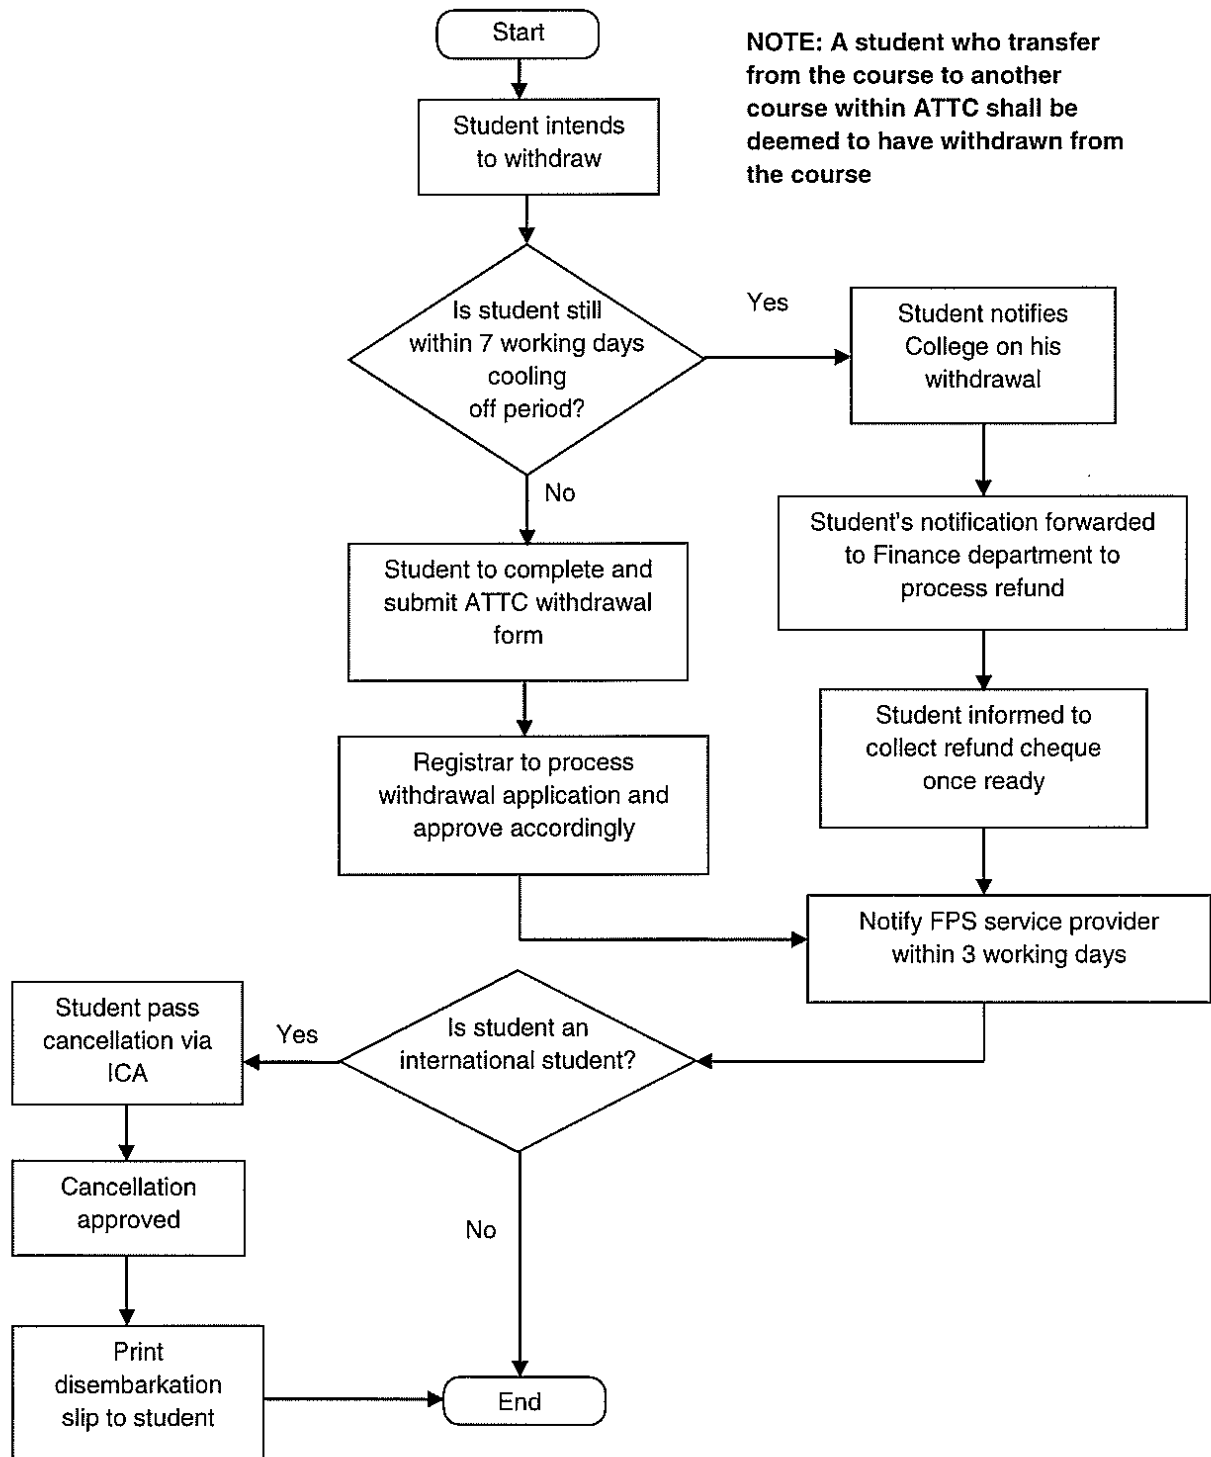 Start
NOTE: A student who transfer
from the course to another
course within ATTC shall be
deemed to have withdrawn from
the course
Student intends
to withdraw
Is student still
within 7 working days
cooling
off period?
Yes
Student notifies
College on his
withdrawal
No
Student's notification forwarded
to Finance department to
process refund
Student to complete and
submit ATTC withdrawal
form
Student informed to
collect refund cheque
once ready
Registrar to process
withdrawal application and
approve accordingly
Notify FPS service provider
within 3 working days
Is student an
international student?
Yes
Student pass
cancellation via
ICA
Cancellation
approved
No
Print
disembarkation
slip to student
End